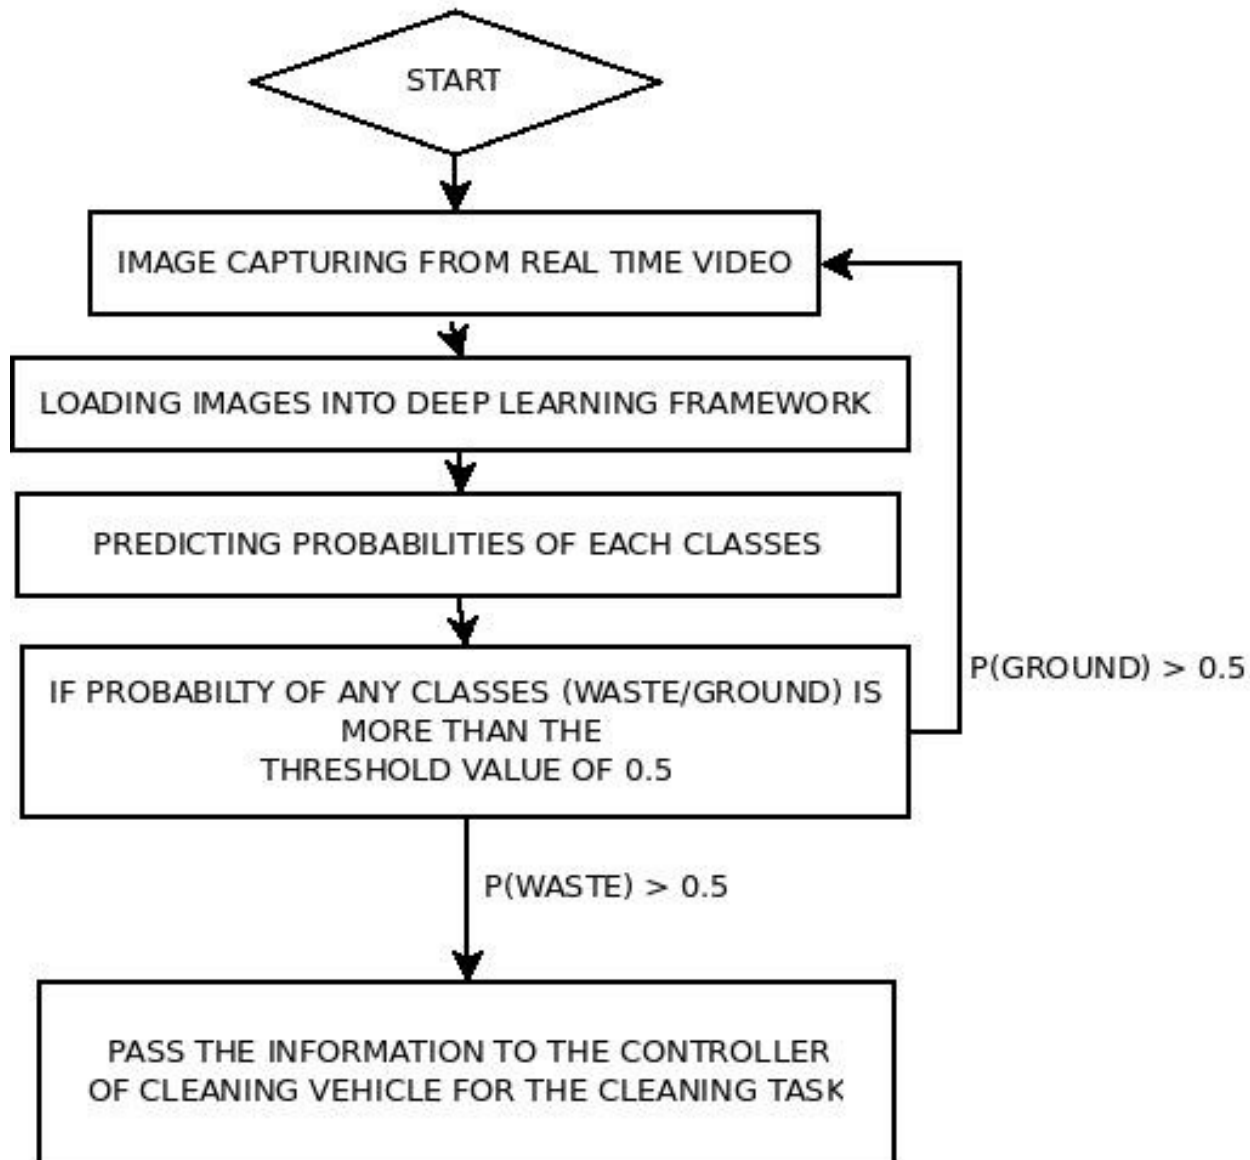 START
IMAGE CAPTURING FROM REAL TIME VIDEO
LOADING IMAGES INTO DEEP LEARNING FRAMEWORK
PREDICTING PROBABILITIES OF EACH CLASSES
IF PROBABILTY OF ANY CLASSES (WASTE/GROUND) IS
MORE THAN THE
THRESHOLD VALUE OF 0.5
P(GROUND) > 0.5
P(WASTE) > 0.5
PASS THE INFORMATION TO THE CONTROLLER
OF CLEANING VEHICLE FOR THE CLEANING TASK